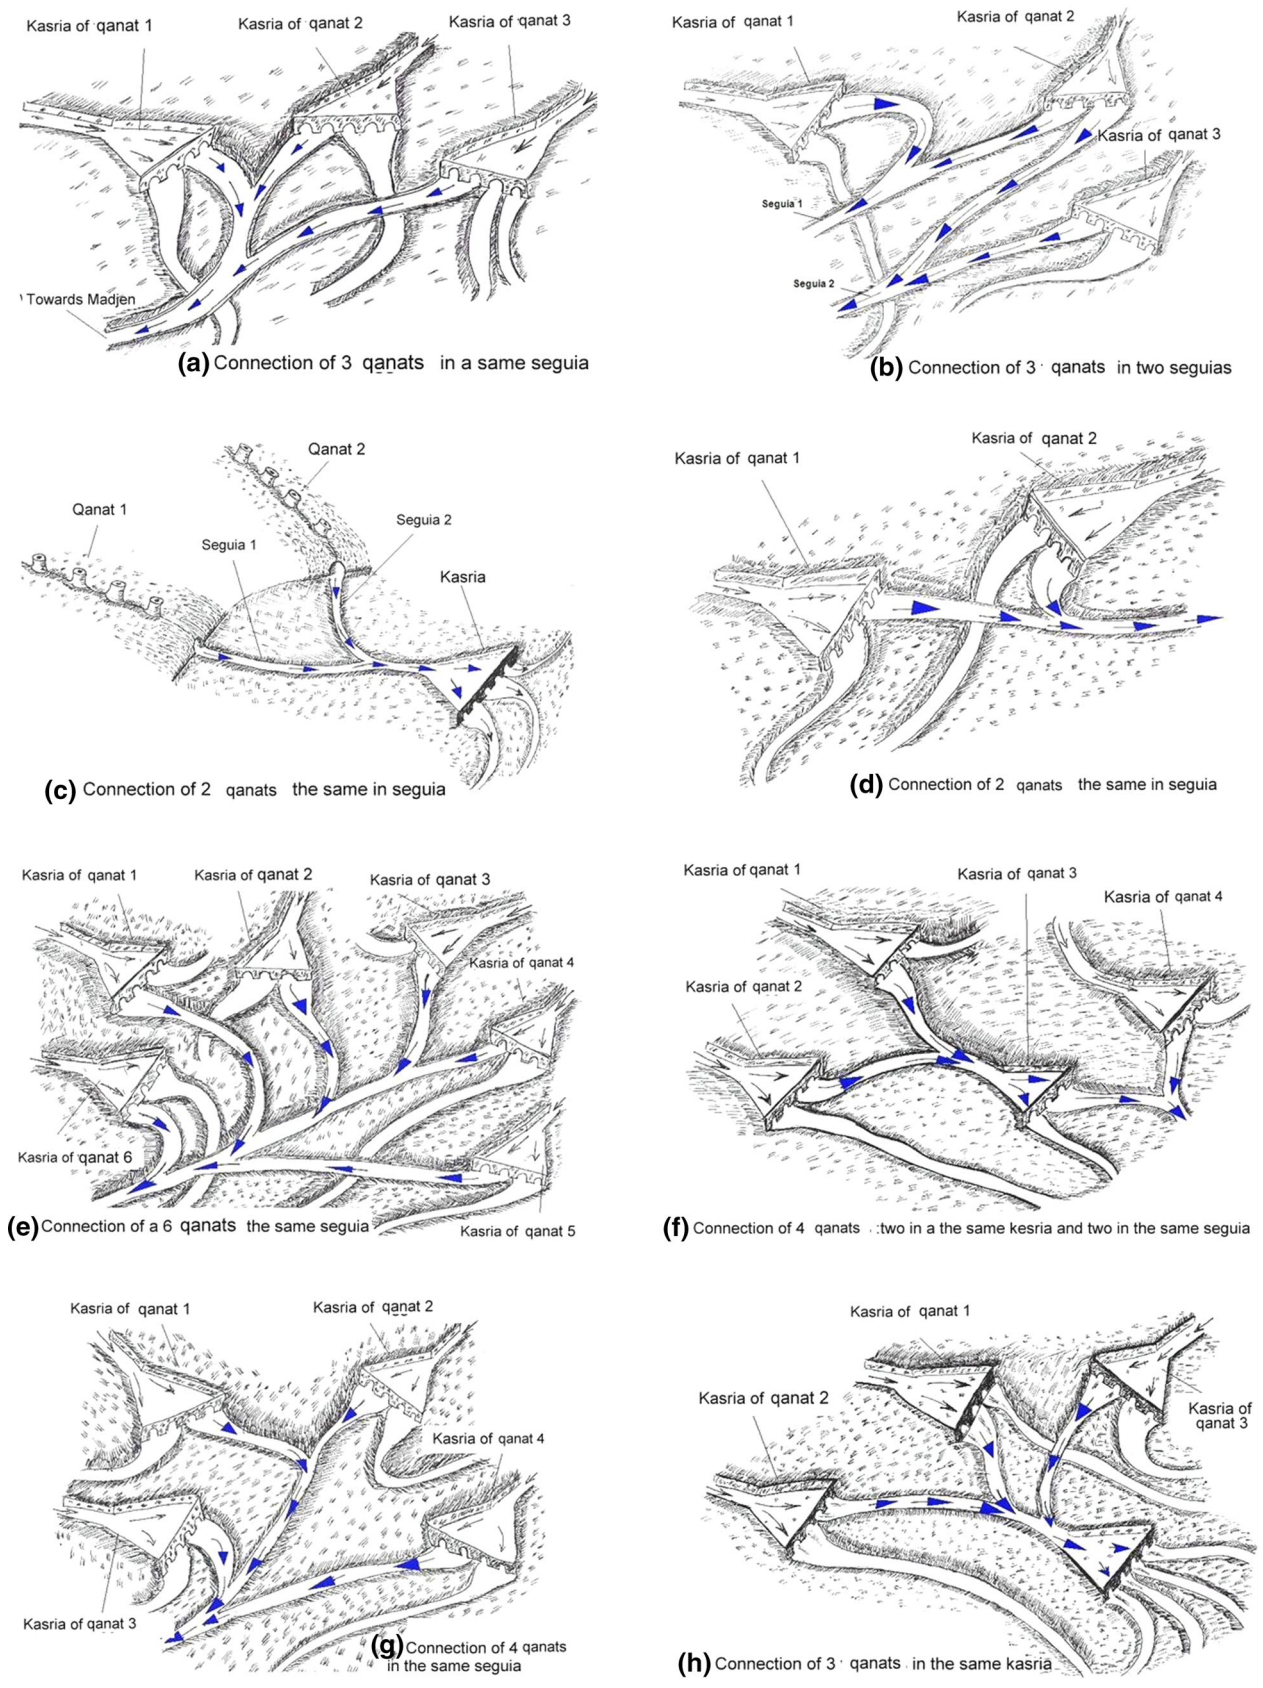 Kasria of qanat 1
Kasria of qanat 2
Kasria of qanat 3
Towards Madjen
(a) Connection of 3 qanats in a same seguia
Kasria of qanat 1
Kasria of qanat 2
Kasria of qanat 3
Seguia 1
Seguia 2
(b) Connection of 3 qanats in two seguias
Qanat 2
Qanat 1
Seguia 2
Seguia 1
Kasria
(c) Connection of 2 qanats the same in seguia
Kasria of qanat 2
Kasria of qanat 1
(d) Connection of 2 qanats the same in seguia
Kasria of qanat 1
Kasria of qanat 2
Kasria of qanat 3
Kasria of qanat 4
Kasria of qanat 6
(e) Connection of a 6 qanats the same seguia
Kasria of qanat 5
Kasria of qanat 1
Kasria of qanat 3
Kasria of qanat 4
Kasria of qanat 2
(f) Connection of 4 qanats .:two in a the same kesria and two in the same seguia
Kasria of qanat 1
Kasria of qanat 2
Kasria of qanat 4
Kasria of qanat 3
(g) Connection of 4 qanats
in the same seguia
Kasria of qanat 1
Kasria of qanat 2
Kasria of
qanat 3
(h) Connection of 3 qanats in the same kasria